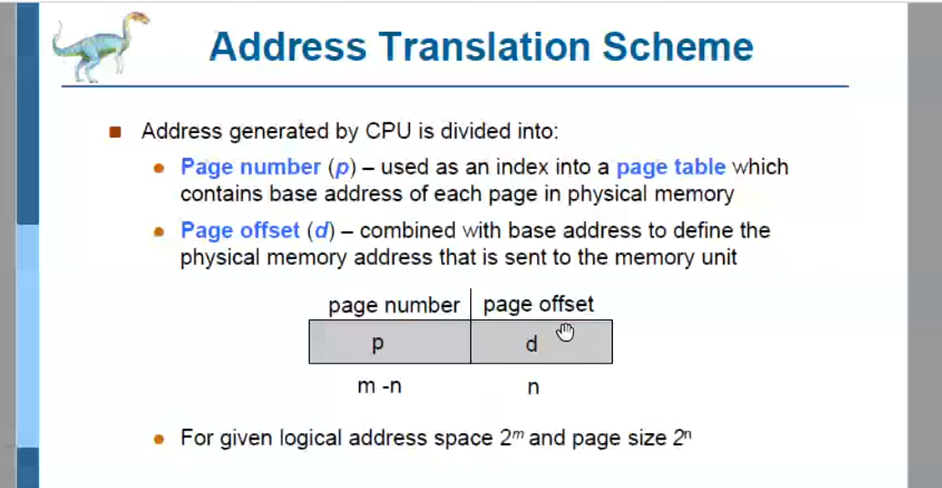 Address Translation Scheme
Address generated by CPU is divided into:
Page number (p) – used as an index into a page table which
contains base address of each page in physical memory
Page offset (d) – combined with base address to define the
physical memory address that is sent to the memory unit
page number page offset
p d
m -n n
For given logical address space 2ᵐ and page size 2ⁿ